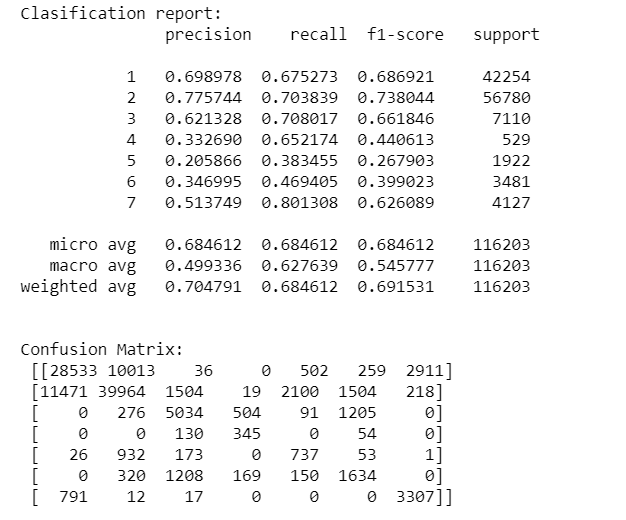 Clasification report:
precision recall f1-score support
1 0.698978 0.675273 0.686921 42254
2 0.775744 0.703839 0.738044 56780
3 0.621328 0.708017 0.661846 7110
4 0.332690 0.652174 0.440613 529
5 0.205866 0.383455 0.267903 1922
6 0.346995 0.469405 0.399023 3481
7 0.513749 0.801308 0.626089 4127
micro avg 0.684612 0.684612 0.684612 116203
macro avg 0.499336 0.627639 0.545777 116203
weighted avg 0.704791 0.684612 0.691531 116203
Confusion Matrix:
[[28533 10013 36 0 502 259 2911]
[11471 39964 1504 19 2100 1504 218]
[ 0 276 5034 504 91 1205 0]
[ 0 0 130 345 0 54 0]
[ 26 932 173 0 737 53 1]
[ 0 320 1208 169 150 1634 0]
[ 791 12 17 0 0 0 3307]]